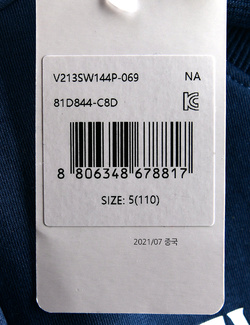 V213SW144P-069 NA
81D844-C8D
8 806348 678817
SIZE: 5(110)
2021/07 중국